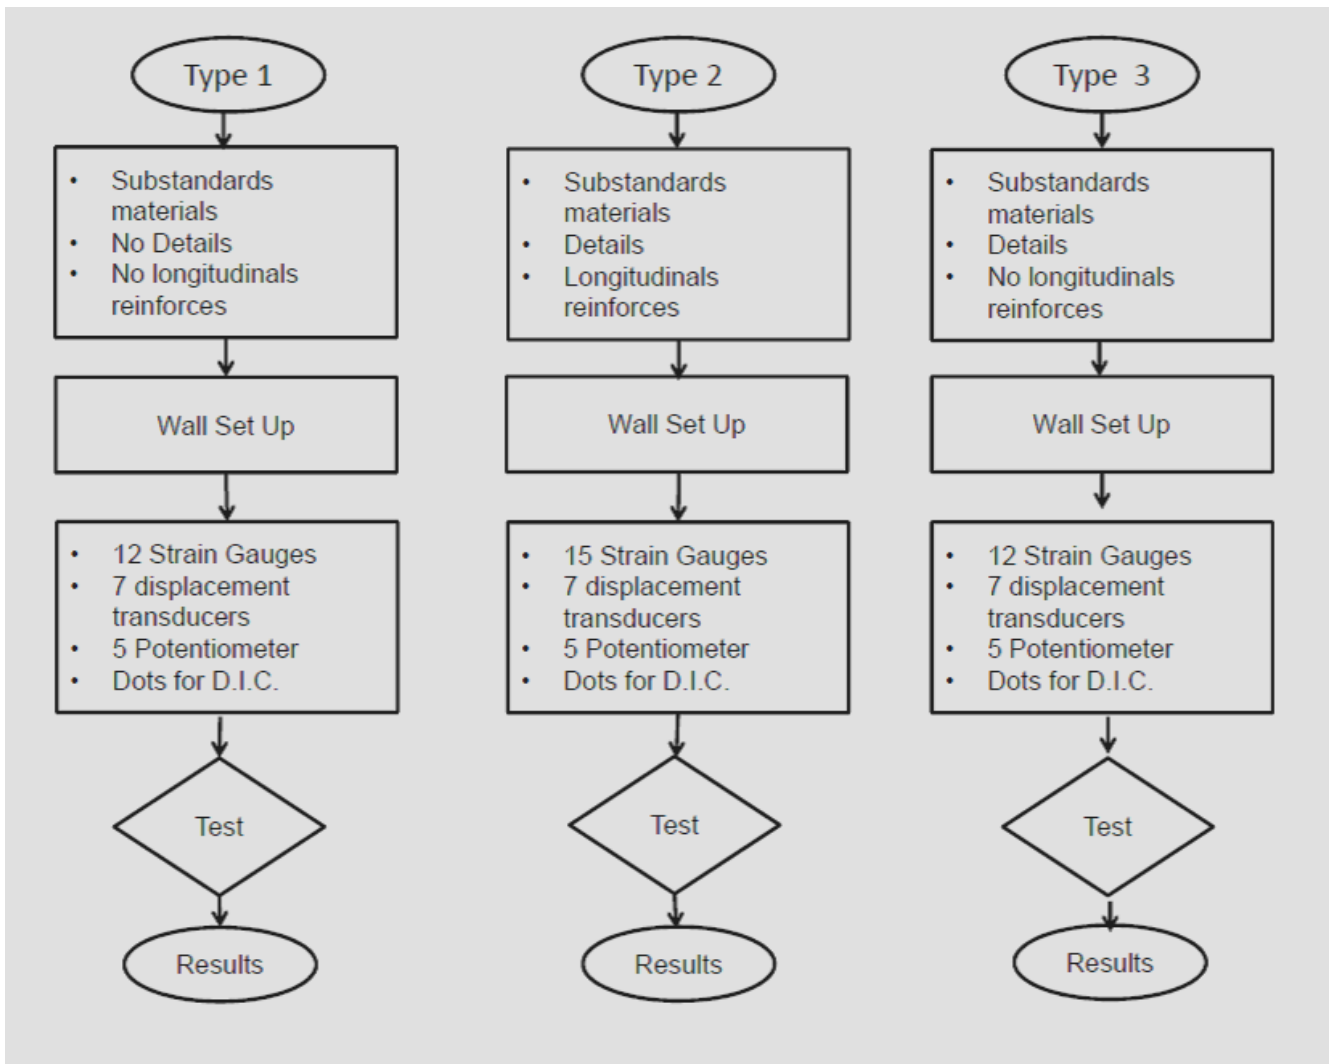 Type 1
• Substandards
materials
• No Details
• No longitudinals
reinforces
Wall Set Up
• 12 Strain Gauges
• 7 displacement
transducers
• 5 Potentiometer
• Dots for D.I.C.
Test
Results
Type 2
• Substandards
materials
• Details
• Longitudinals
reinforces
Wall Set Up
• 15 Strain Gauges
• 7 displacement
transducers
• 5 Potentiometer
• Dots for D.I.C.
Test
Results
Type 3
• Substandards
materials
• Details
• No longitudinals
reinforces
Wall Set Up
• 12 Strain Gauges
• 7 displacement
transducers
• 5 Potentiometer
• Dots for D.I.C.
Test
Results